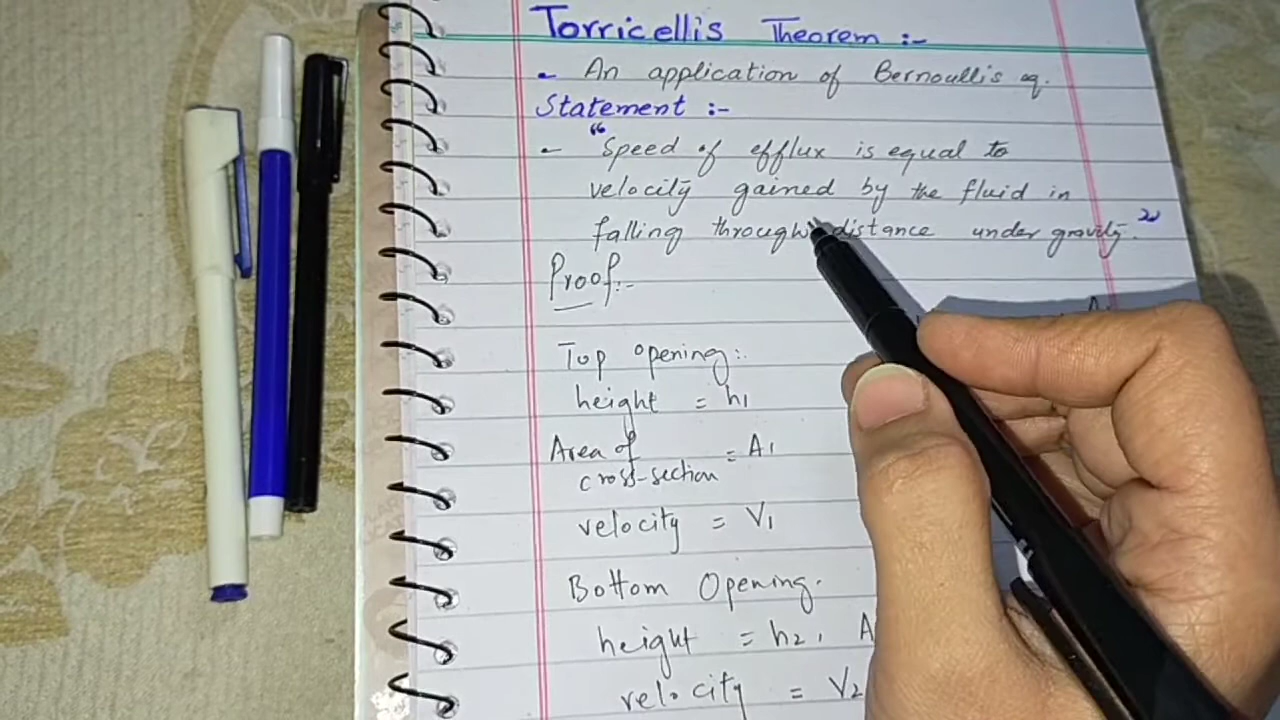 Torricellis Theorem :-
- An application of Bernoullis eq.
Statement :-
- "Speed of efflux is equal to
velocity gained by the fluid in
falling through distance under gravity."
Proof:-
Top opening:
height = h1
Area of
cross-section = A1
velocity = V1
Bottom Opening.
height = h2, A
velocity = V2